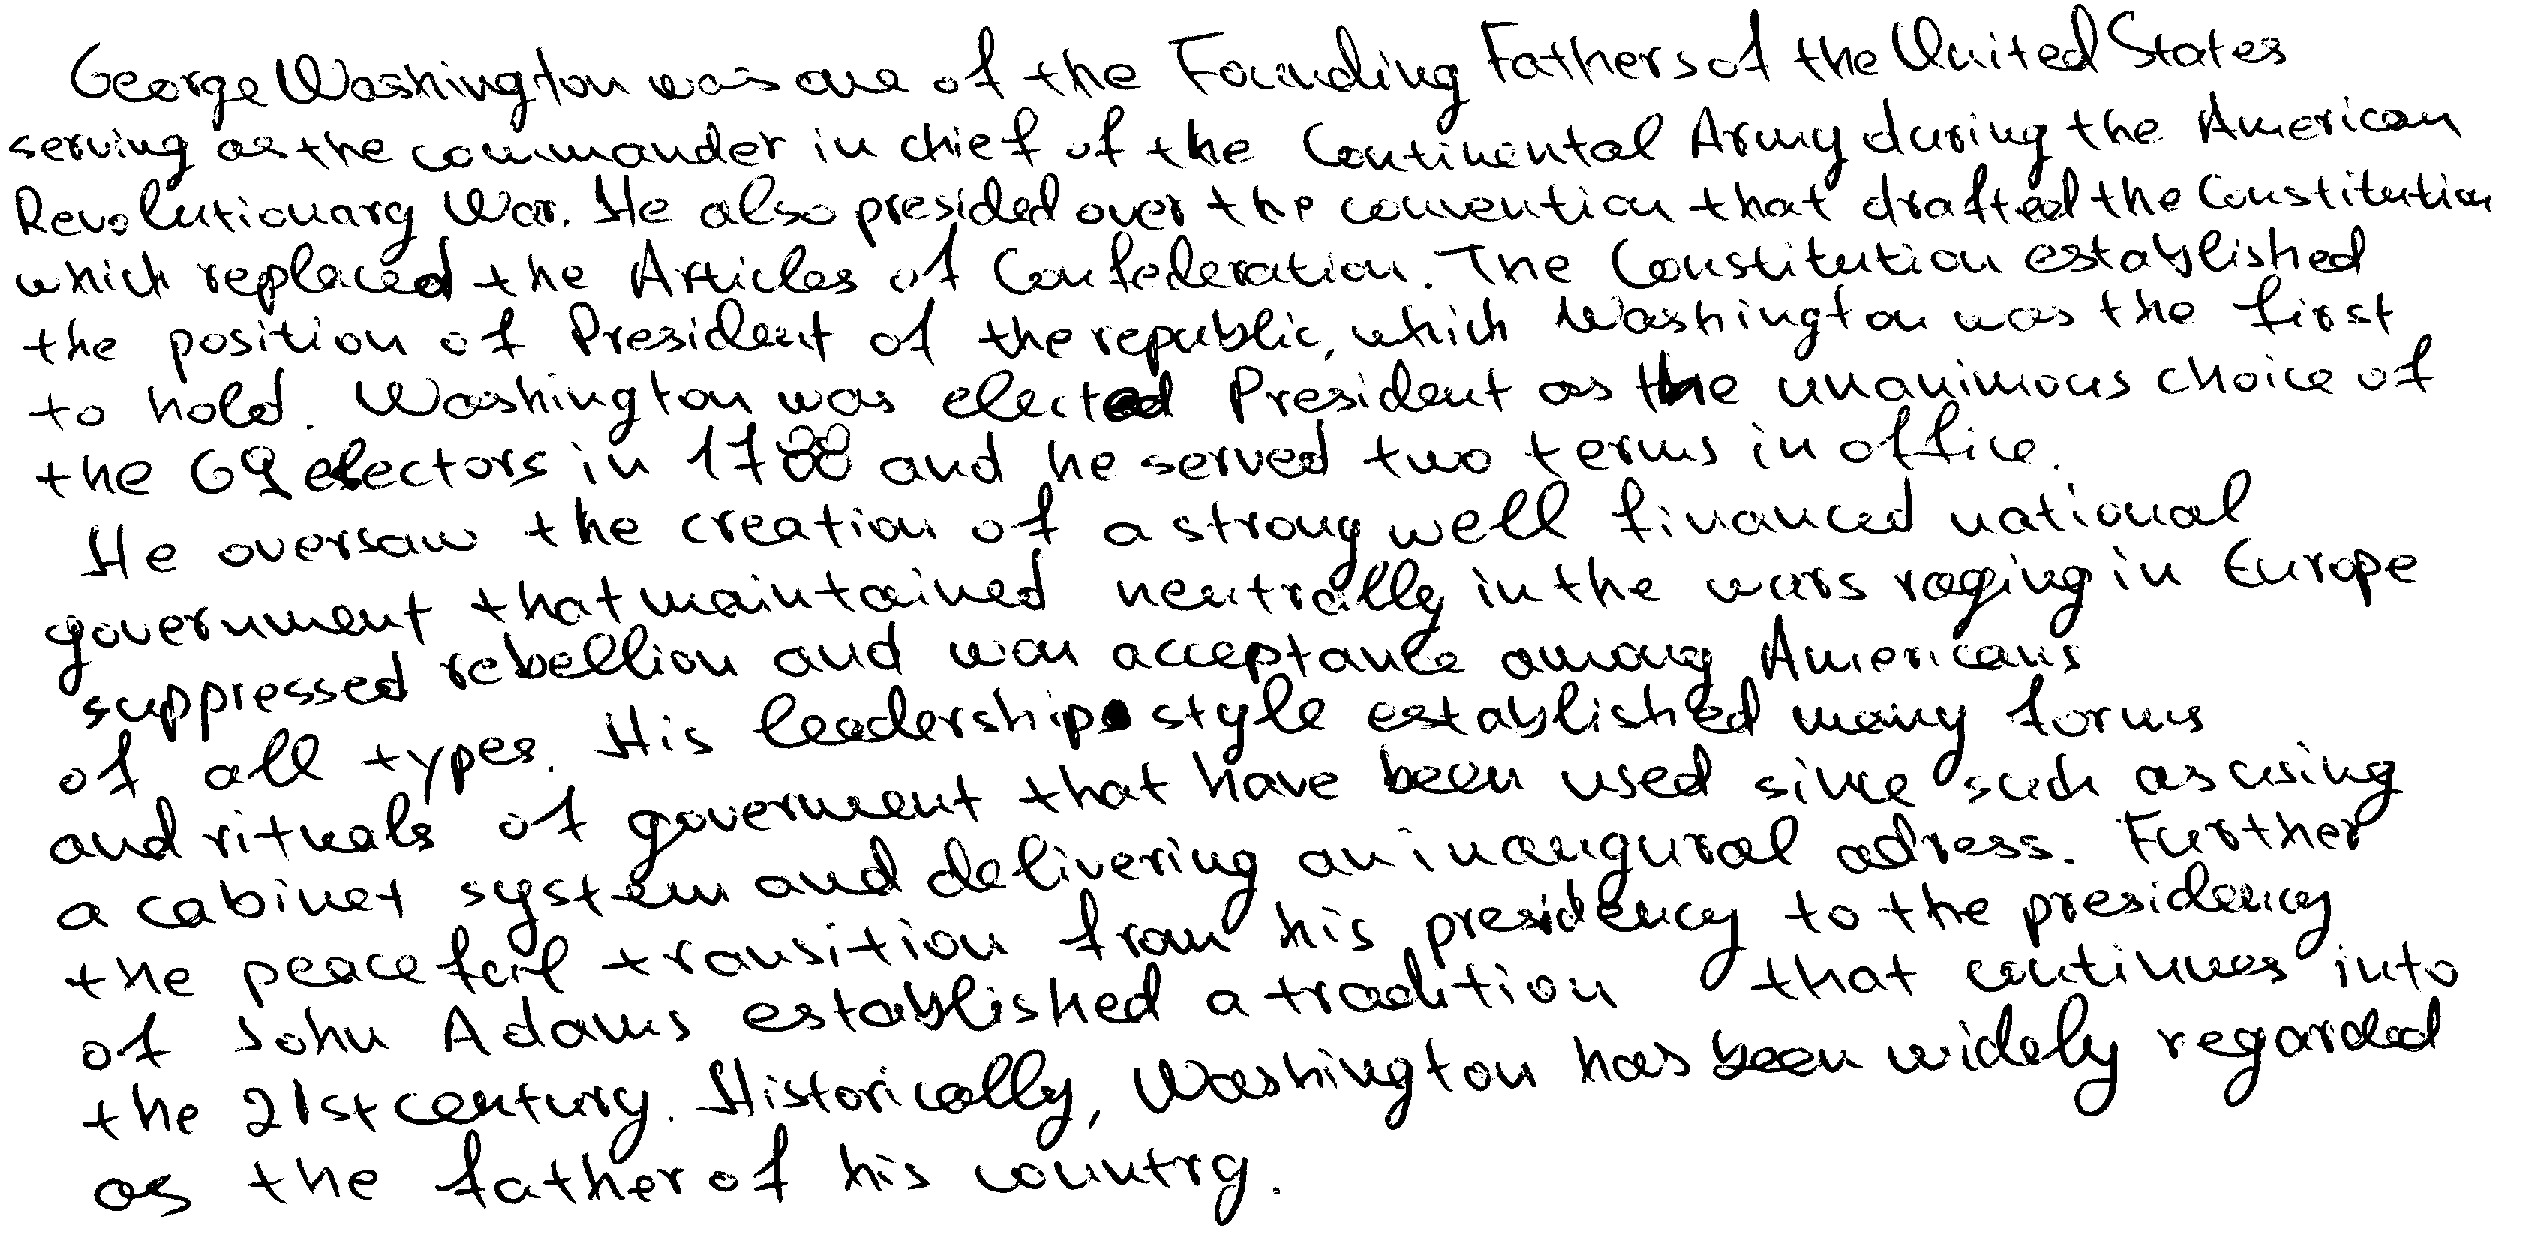 George Washington was one of the Founding Fathers of the United States
serving as the commander in chief of the Continental Army during the American
Revolutionary War. He also presided over the convention that drafted the Constitution
which replaced the Articles of Confederation. The Constitution established
the position of President of the republic, which Washington was the first
to hold. Washington was elected President as the unanimous choice of
the 69 electors in 1788 and he served two terms in office.
He oversaw the creation of a strong well financed national
government that maintained neutrally in the wars raging in Europe
suppressed rebellion and won acceptance among Americans
of all types. His leadership style established many forms
and rituals of goverment that have been used since such as using
a cabinet system and delivering an inaugural adress. Further
the peaceful transition from his presidency to the presidency
of John Adams established a tradition that continues into
the 21st century. Historically, Washington has been widely regarded
as the father of his country.